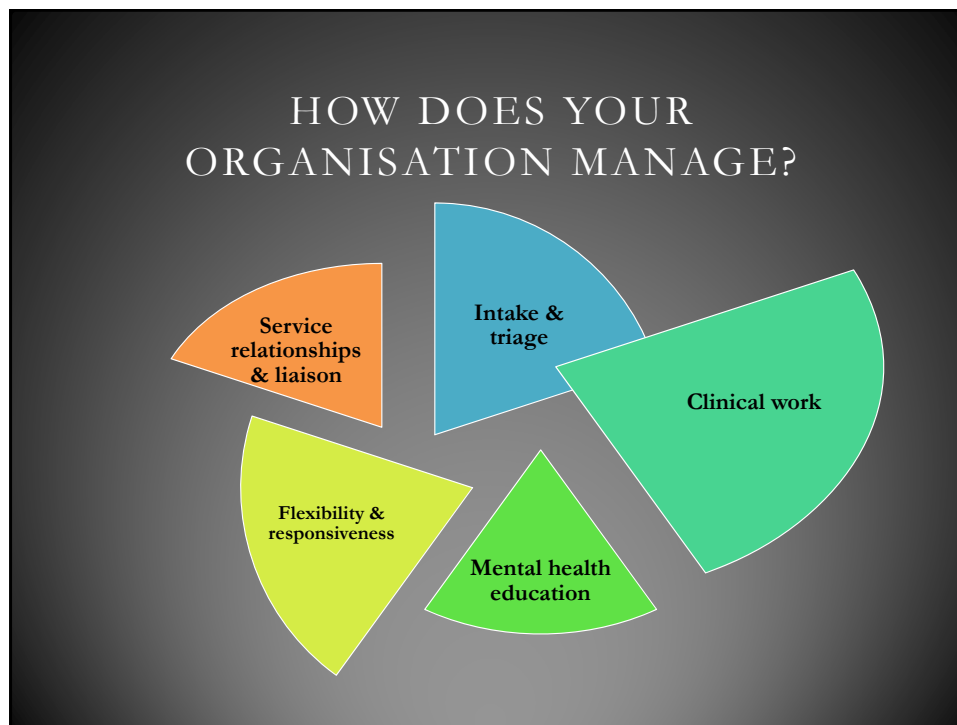 HOW DOES YOUR
ORGANISATION MANAGE?
Intake &
triage
Clinical work
Mental health
education
Flexibility &
responsiveness
Service
relationships
& liaison